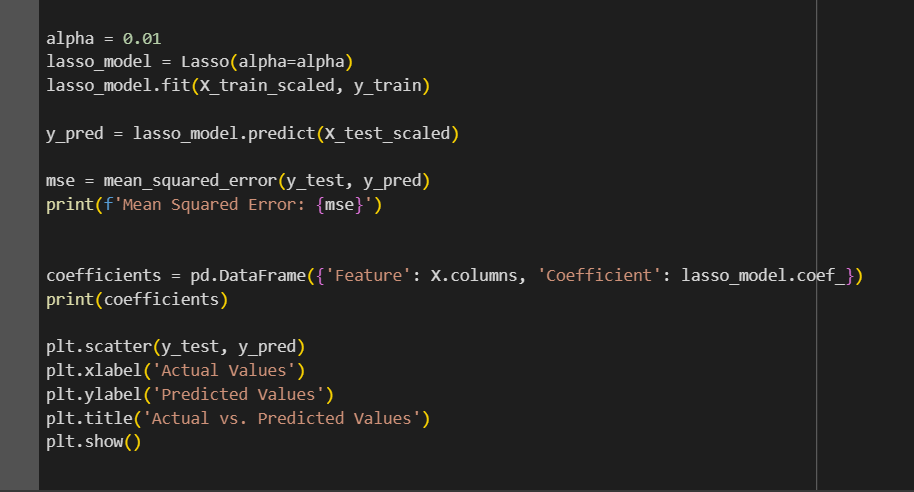 alpha = 0.01
lasso_model = Lasso(alpha=alpha)
lasso_model.fit(X_train_scaled, y_train)
y_pred = lasso_model.predict(X_test_scaled)
mse = mean_squared_error(y_test, y_pred)
print(f'Mean Squared Error: {mse}')
coefficients = pd.DataFrame({'Feature': X.columns, 'Coefficient': lasso_model.coef_})
print(coefficients)
plt.scatter(y_test, y_pred)
plt.xlabel('Actual Values')
plt.ylabel('Predicted Values')
plt.title('Actual vs. Predicted Values')
plt.show()